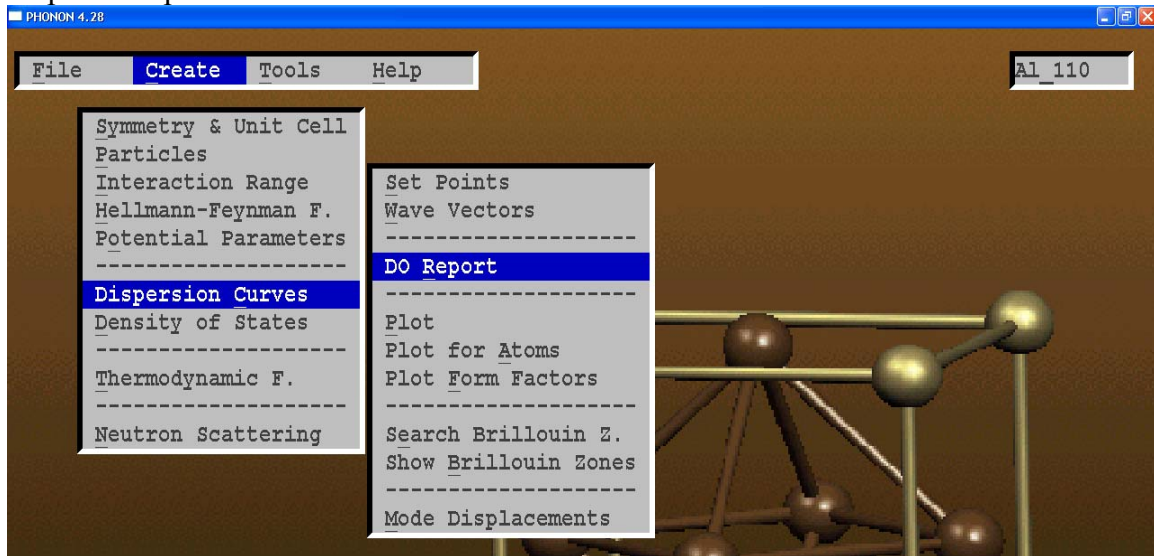 PHONON 4.28
File Create Tools Help
Al_110
Symmetry & Unit Cell
Particles
Interaction Range
Hellmann-Feynman F.
Potential Parameters
--------------------
Dispersion Curves
Density of States
--------------------
Thermodynamic F.
--------------------
Neutron Scattering
Set Points
Wave Vectors
--------------------
DO Report
--------------------
Plot
Plot for Atoms
Plot Form Factors
--------------------
Search Brillouin Z.
Show Brillouin Zones
--------------------
Mode Displacements